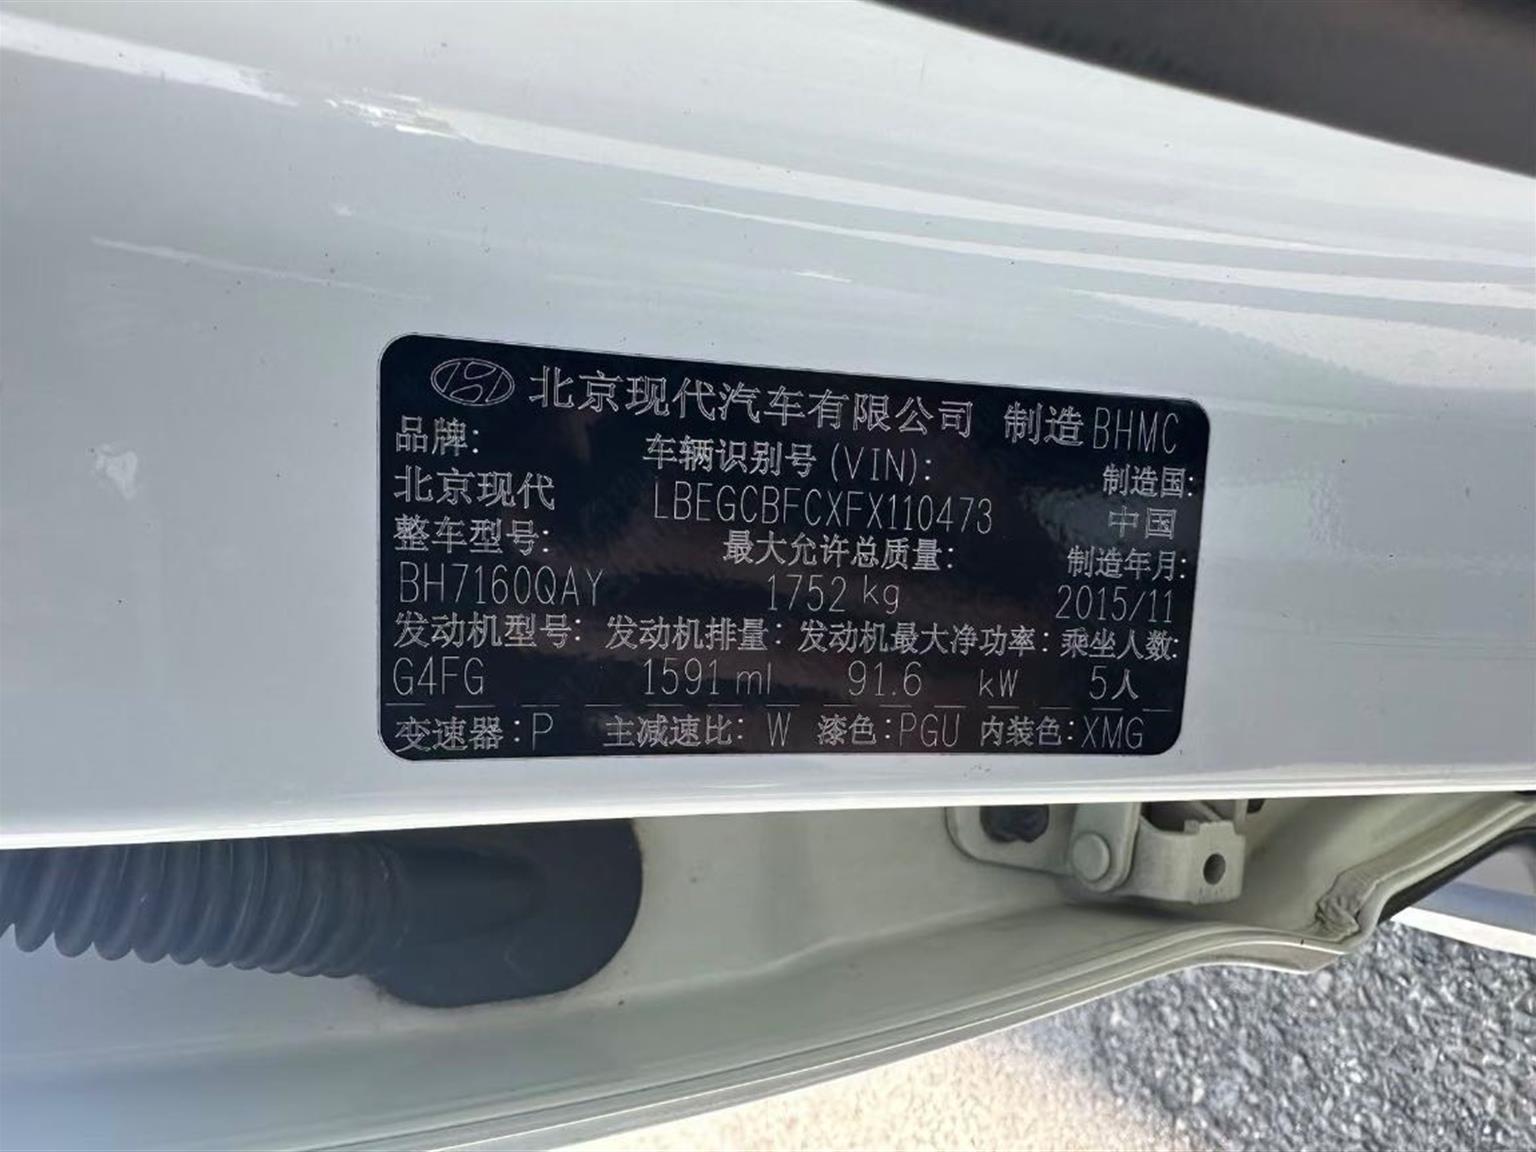 北京现代汽车有限公司 制造 BHMC
品牌: 车辆识别号 (VIN): 制造国:
北京现代 LBEGCBFCXFX110473 中国
整车型号: 最大允许总质量: 制造年月:
BH7160QAY 1752 kg 2015/11
发动机型号: 发动机排量: 发动机最大净功率: 乘坐人数:
G4FG 1591 ml 91.6 kW 5人
变速器:P 主减速比: W 漆色:PGU 内装色:XMG